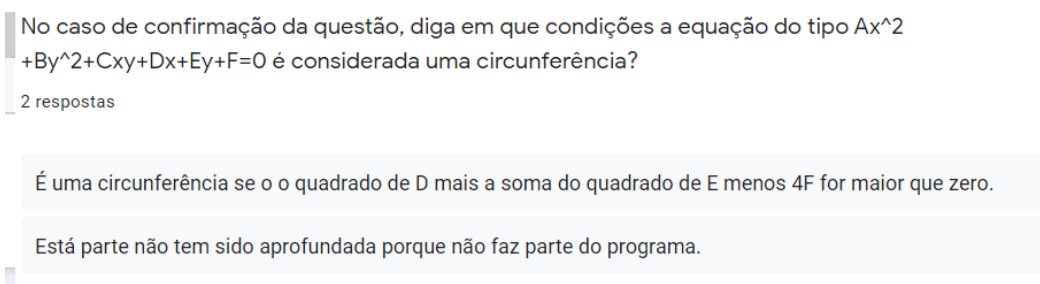 No caso de confirmação da questão, diga em que condições a equação do tipo Ax^2
+By^2+Cxy+Dx+Ey+F=0 é considerada uma circunferência?
2 respostas
É uma circunferência se o o quadrado de D mais a soma do quadrado de E menos 4F for maior que zero.
Está parte não tem sido aprofundada porque não faz parte do programa.